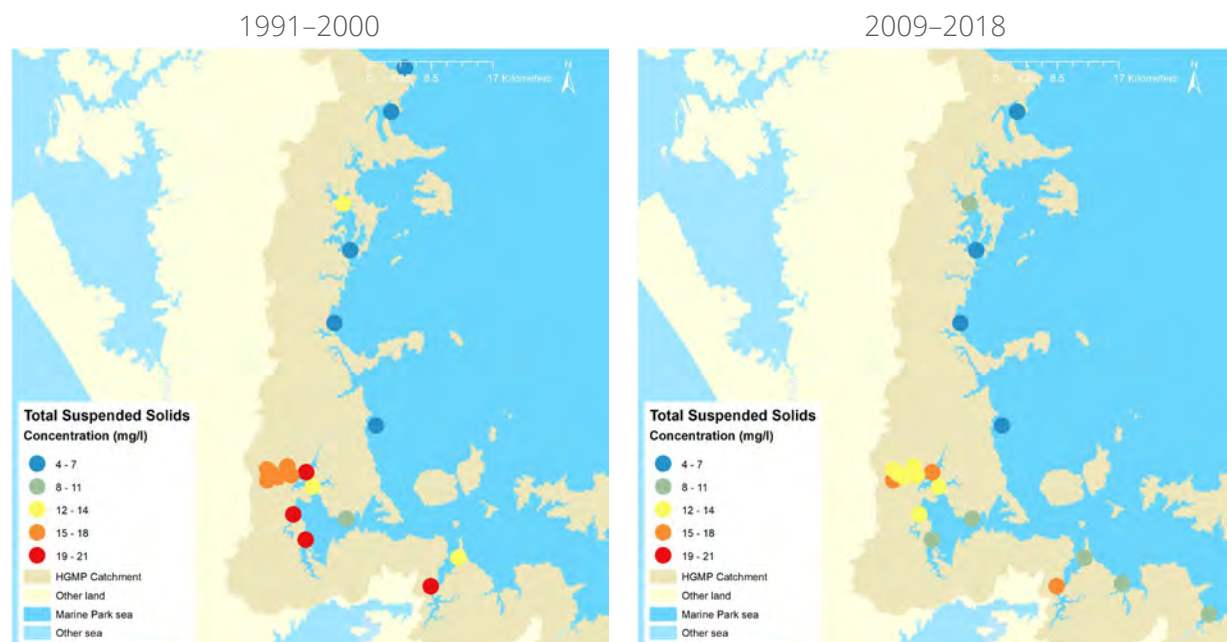 1991–2000
2009–2018
N
8.5
17 Kilometers
Total Suspended Solids
Concentration (mg/l)
4 - 7
8 - 11
12 - 14
15 - 18
19 - 21
HGMP Catchment
Other land
Marine Park sea
Other sea
N
8.5
17 Kilometers
Total Suspended Solids
Concentration (mg/l)
4 - 7
8 - 11
12 - 14
15 - 18
19 - 21
HGMP Catchment
Other land
Marine Park sea
Other sea